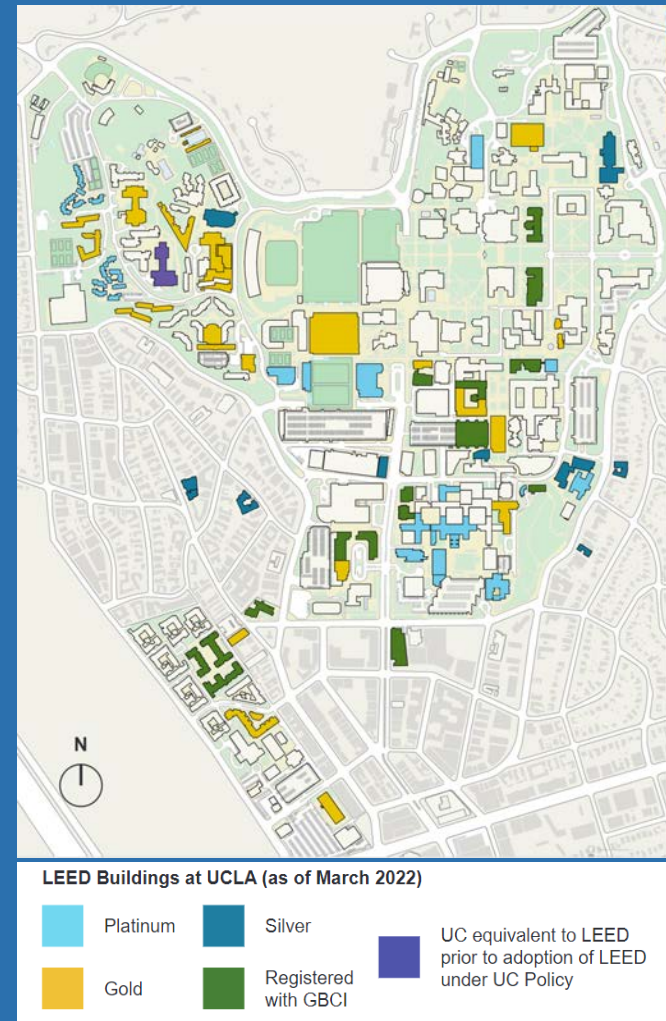 N
LEED Buildings at UCLA (as of March 2022)
Platinum
Silver
UC equivalent to LEED
prior to adoption of LEED
under UC Policy
Gold
Registered
with GBCI